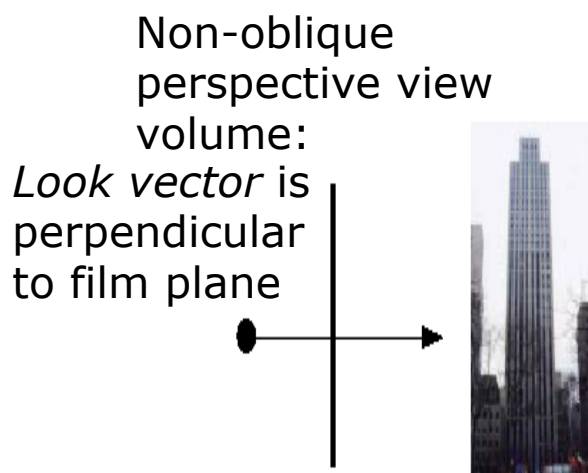 Non-oblique
perspective view
volume:
Look vector is
perpendicular
to film plane